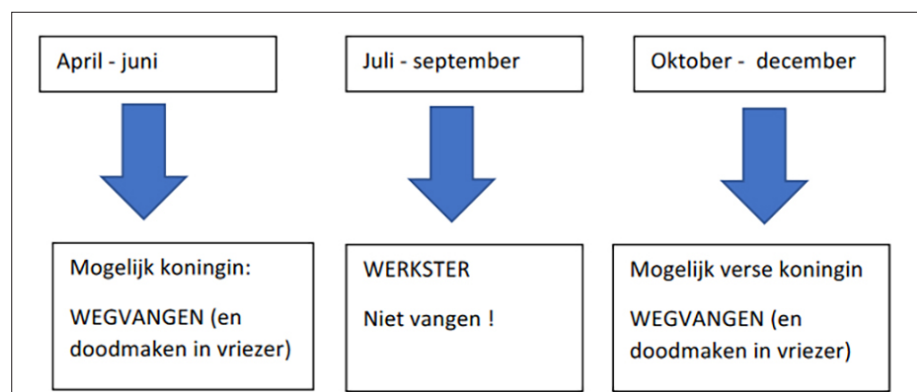 April - juni
Juli - september
Oktober - december
Mogelijk koningin:
WEGVANGEN (en
doodmaken in vriezer)
WERKSTER
Niet vangen !
Mogelijk verse koningin
WEGVANGEN (en
doodmaken in vriezer)